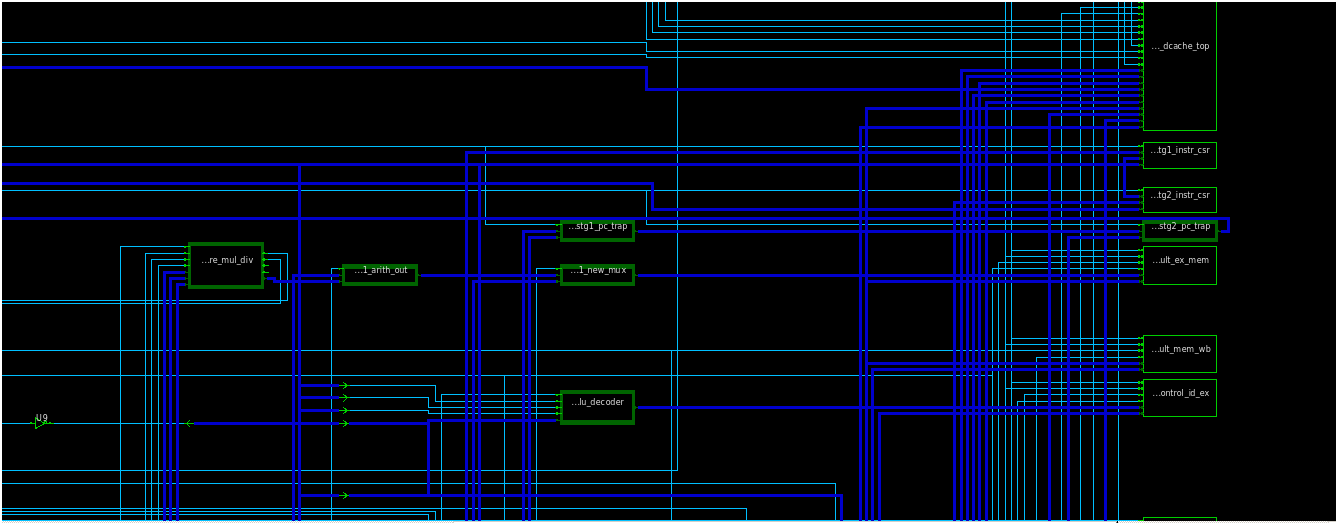 ..._dcache_top
...tg1_instr_csr
...tg2_instr_csr
...stg1_pc_trap
...stg2_pc_trap
...re_mul_div
...1_arith_out
...1_new_mux
...ult_ex_mem
...ult_mem_wb
...lu_decoder
...ontrol_id_ex
U9